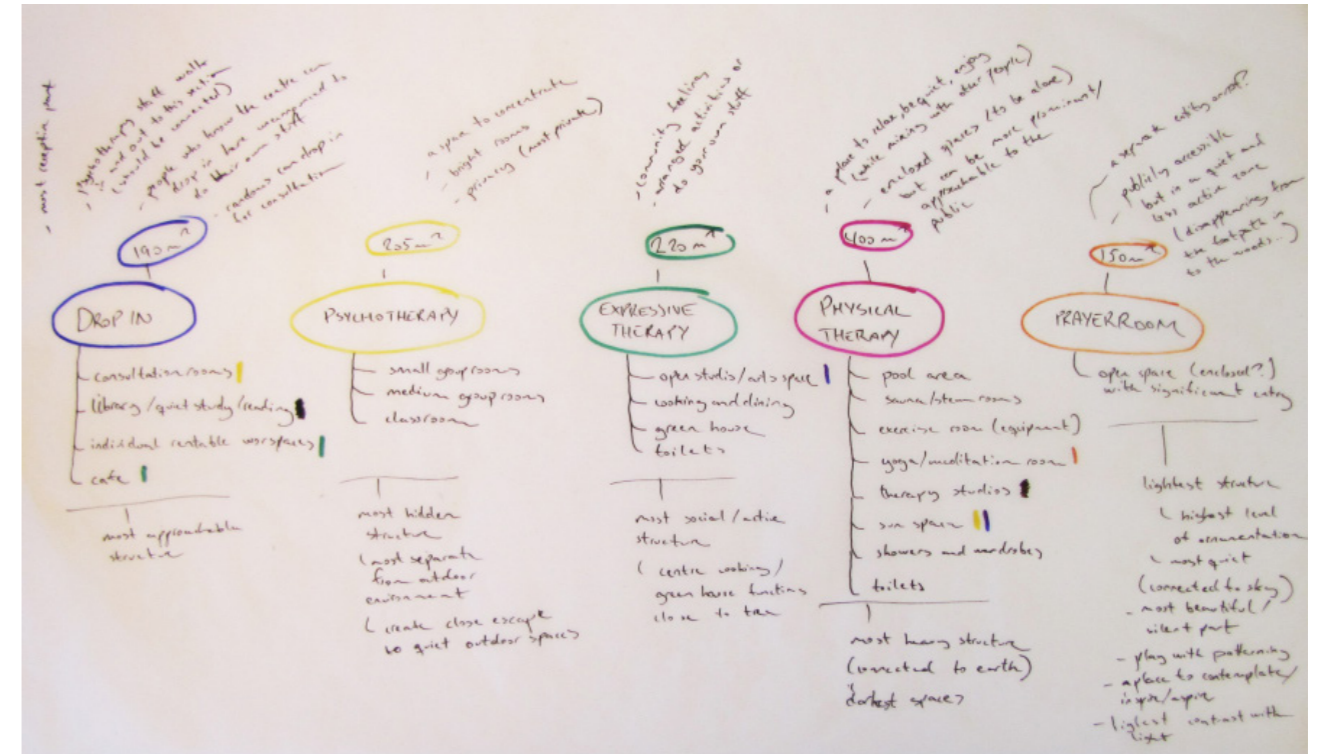 - most reception part
- psychotherapy staff walk
in and out to this section
(should be connected)
- people who know the centre can
drop in here unorganised to
do their own stuff
- randoms can drop in
for consultation
190m²
DROP IN
consultation rooms
library/quiet study/reading
individual rentable worspaces
cafe
most approachable
structure
- a space to concentrate
- bright rooms
- privacy (most private)
205m²
PSYCHOTHERAPY
small group rooms
medium group rooms
classroom
most hidden
structure
most separate
from outdoor
environment
create close escape
to quiet outdoor spaces
- community feeling
- arranged activities or
do your own stuff
220m²
EXPRESSIVE
THERAPY
open studio/arts space
cooking and dining
green house
toilets
most social/active
structure
centre cooking/
green house functions
close to tree
- a place to relax, be quiet, enjoy
(while mixing with other people)
- enclosed spaces (to be alone)
but can be more prominent/
approachable to the
public
400m²
PHYSICAL
THERAPY
pool area
sauna/steam rooms
exercise room (equipment)
yoga/meditation room
therapy studios
sun space
showers and wardrobes
toilets
most heavy structure
(connected to earth)
darkest spaces
a separate entity
- publicly accessible
but in a quiet and
less active zone
(disappearing from
the footpath in
to the woods...)
150m²
PRAYERROOM
open space (enclosed?)
with significant entry
lightest structure
highest level
of ornamentation
most quiet
(connected to sky)
- most beautiful/
silent part
- play with patterning
- a place to contemplate/
inspire/aspire
- highest contrast with
light